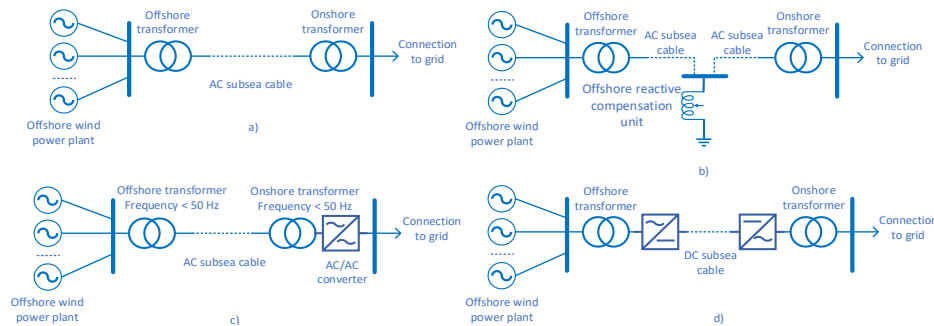 Offshore
transformer
Onshore
transformer
Connection
to grid
AC subsea cable
Offshore wind
power plant
a)
Offshore
transformer
AC subsea
cable
AC subsea
cable
Onshore
transformer
Connection
to grid
Offshore reactive
compensation
unit
Offshore wind
power plant
b)
Offshore transformer
Frequency < 50 Hz
Onshore transformer
Frequency < 50 Hz
Connection
to grid
AC subsea cable
AC/AC
converter
Offshore wind
power plant
c)
Offshore
transformer
Onshore
transformer
Connection
to grid
DC subsea
cable
Offshore wind
power plant
d)